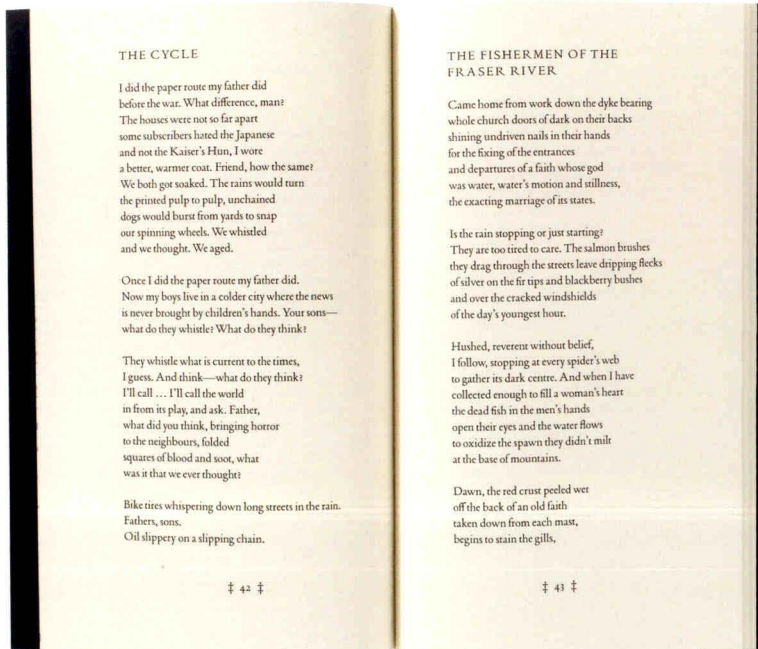 THE CYCLE
I did the paper route my father did
before the war. What difference, man?
The houses were not so far apart
some subscribers hated the Japanese
and not the Kaiser's Hun, I wore
a better, warmer coat. Friend, how the same?
We both got soaked. The rains would turn
the printed pulp to pulp, unchained
dogs would burst from yards to snap
our spinning wheels. We whistled
and we thought. We aged.
Once I did the paper route my father did.
Now my boys live in a colder city where the news
is never brought by children's hands. Your sons—
what do they whistle? What do they think?
They whistle what is current to the times,
I guess. And think—what do they think?
I'll call ... I'll call the world
in from its play, and ask. Father,
what did you think, bringing horror
to the neighbours, folded
squares of blood and soot, what
was it that we ever thought?
Bike tires whispering down long streets in the rain.
Fathers, sons.
Oil slippery on a slipping chain.
‡ 42 ‡
THE FISHERMEN OF THE
FRASER RIVER
Came home from work down the dyke bearing
whole church doors of dark on their backs
shining undriven nails in their hands
for the fixing of the entrances
and departures of a faith whose god
was water, water's motion and stillness,
the exacting marriage of its states.
Is the rain stopping or just starting?
They are too tired to care. The salmon brushes
they drag through the streets leave dripping flecks
of silver on the fir tips and blackberry bushes
and over the cracked windshields
of the day's youngest hour.
Hushed, reverent without belief,
I follow, stopping at every spider's web
to gather its dark centre. And when I have
collected enough to fill a woman's heart
the dead fish in the men's hands
open their eyes and the water flows
to oxidize the spawn they didn't milt
at the base of mountains.
Dawn, the red crust peeled wet
off the back of an old faith
taken down from each mast,
begins to stain the gills,
‡ 43 ‡